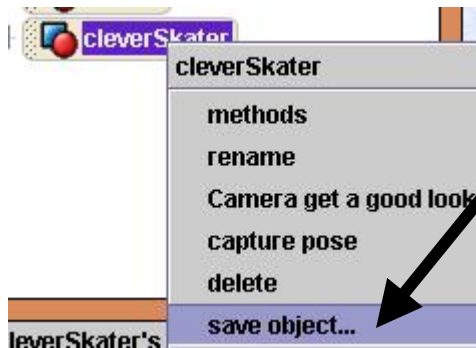 cleverSkater
cleverSkater
methods
rename
Camera get a good look
capture pose
delete
save object...
leverSkater's